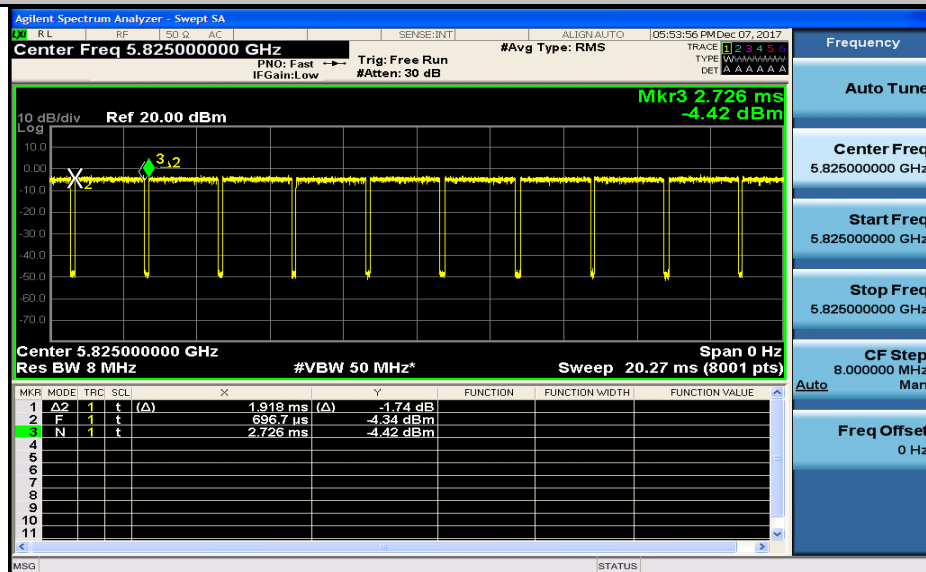 Agilent Spectrum Analyzer - Swept SA
LXI RL RF 50 Ω AC SENSE:INT ALIGN AUTO 05:53:56 PM Dec 07, 2017
Center Freq 5.825000000 GHz
PNO: Fast
IFGain:Low
Trig: Free Run
#Atten: 30 dB
#Avg Type: RMS
TRACE 1 2 3 4 5 6
TYPE WWWWWWW
DET A A A A A A
Mkr3 2.726 ms
-4.42 dBm
10 dB/div Ref 20.00 dBm
Log
10.0
0.00
-10.0
-20.0
-30.0
-40.0
-50.0
-60.0
-70.0
X2
3Δ2
Center 5.825000000 GHz Span 0 Hz
Res BW 8 MHz #VBW 50 MHz* Sweep 20.27 ms (8001 pts)
MKR MODE TRC SCL X Y FUNCTION FUNCTION WIDTH FUNCTION VALUE
1 Δ2 1 t (Δ) 1.918 ms (Δ) -1.74 dB
2 F 1 t 696.7 µs -4.34 dBm
3 N 1 t 2.726 ms -4.42 dBm
4
5
6
7
8
9
10
11
MSG STATUS
Frequency
Auto Tune
Center Freq
5.825000000 GHz
Start Freq
5.825000000 GHz
Stop Freq
5.825000000 GHz
CF Step
8.000000 MHz
Auto Man
Freq Offset
0 Hz